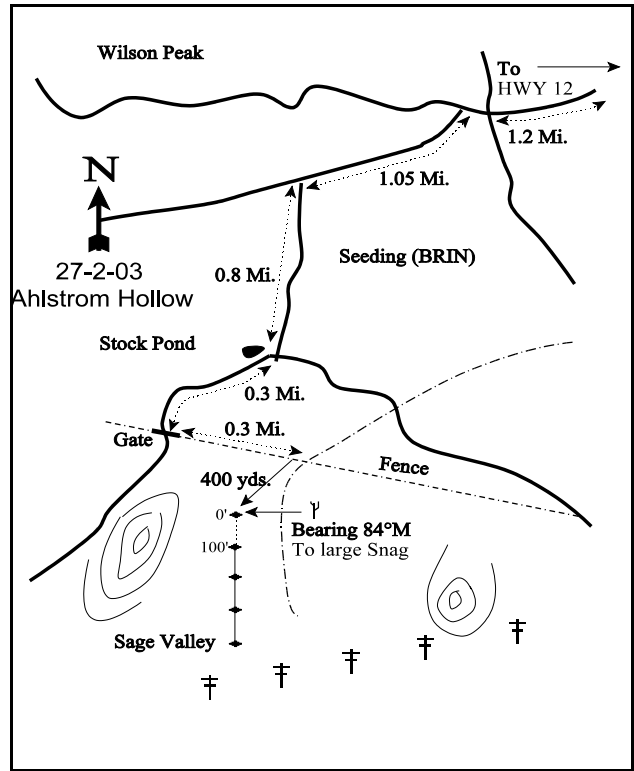 Wilson Peak
To
HWY 12
1.2 Mi.
1.05 Mi.
N
27-2-03
Ahlstrom Hollow
0.8 Mi.
Seeding (BRIN)
Stock Pond
0.3 Mi.
0.3 Mi.
Gate
Fence
400 yds.
0'
Bearing 84°M
To large Snag
100'
Sage Valley